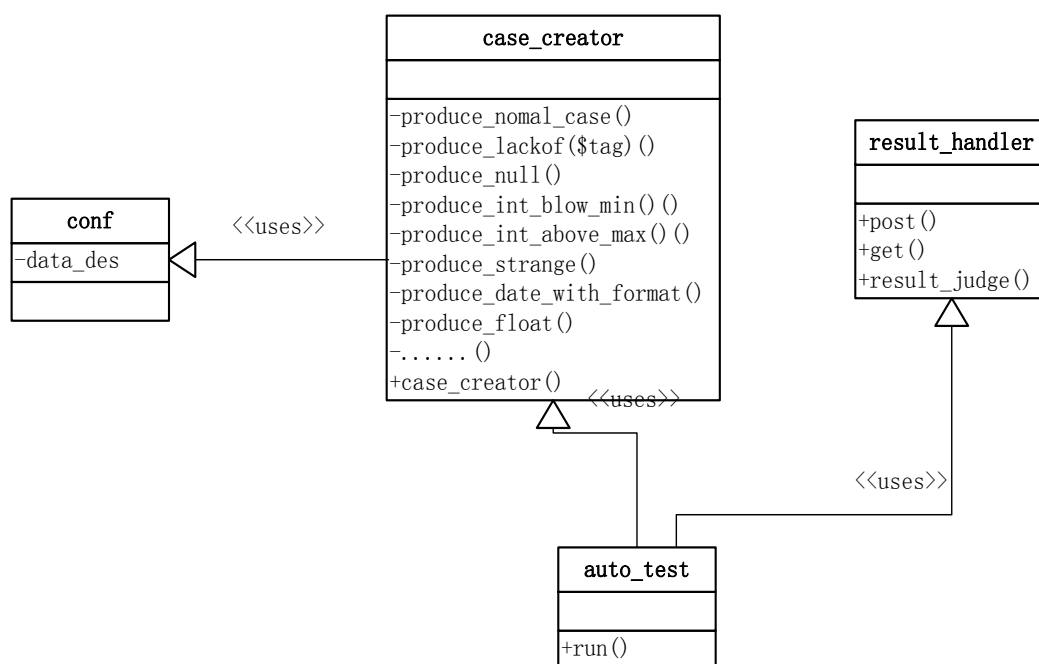 case_creator
-produce_nomal_case()
-produce_lackof($tag)()
-produce_null()
-produce_int_blow_min()()
-produce_int_above_max()()
-produce_strange()
-produce_date_with_format()
-produce_float()
-......()
+case_creator()
result_handler
+post()
+get()
+result_judge()
conf
-data_des
<<uses>>
<<uses>>
<<uses>>
auto_test
+run()